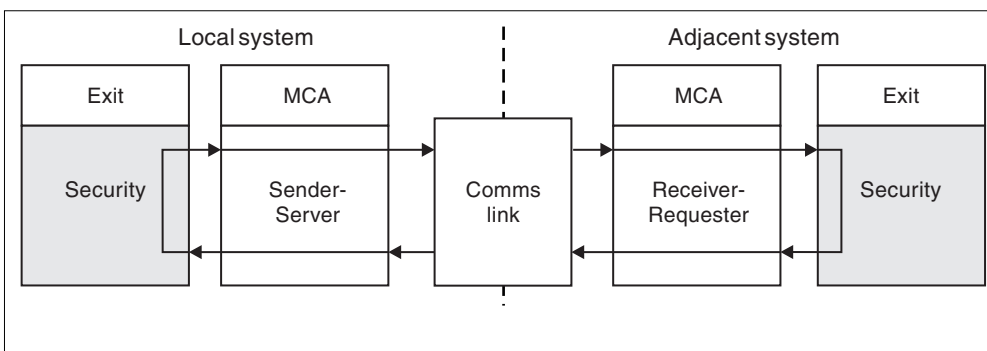 Local system
Adjacent system
Exit
MCA
MCA
Exit
Security
Sender-
Server
Comms
link
Receiver-
Requester
Security